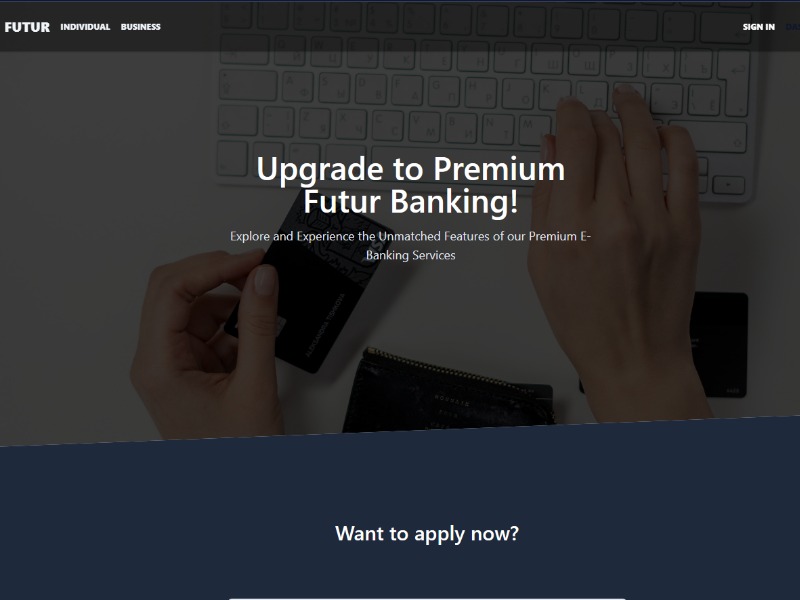 FUTUR INDIVIDUAL BUSINESS SIGN IN
Upgrade to Premium
Futur Banking!
Explore and Experience the Unmatched Features of our Premium E-
Banking Services
Want to apply now?